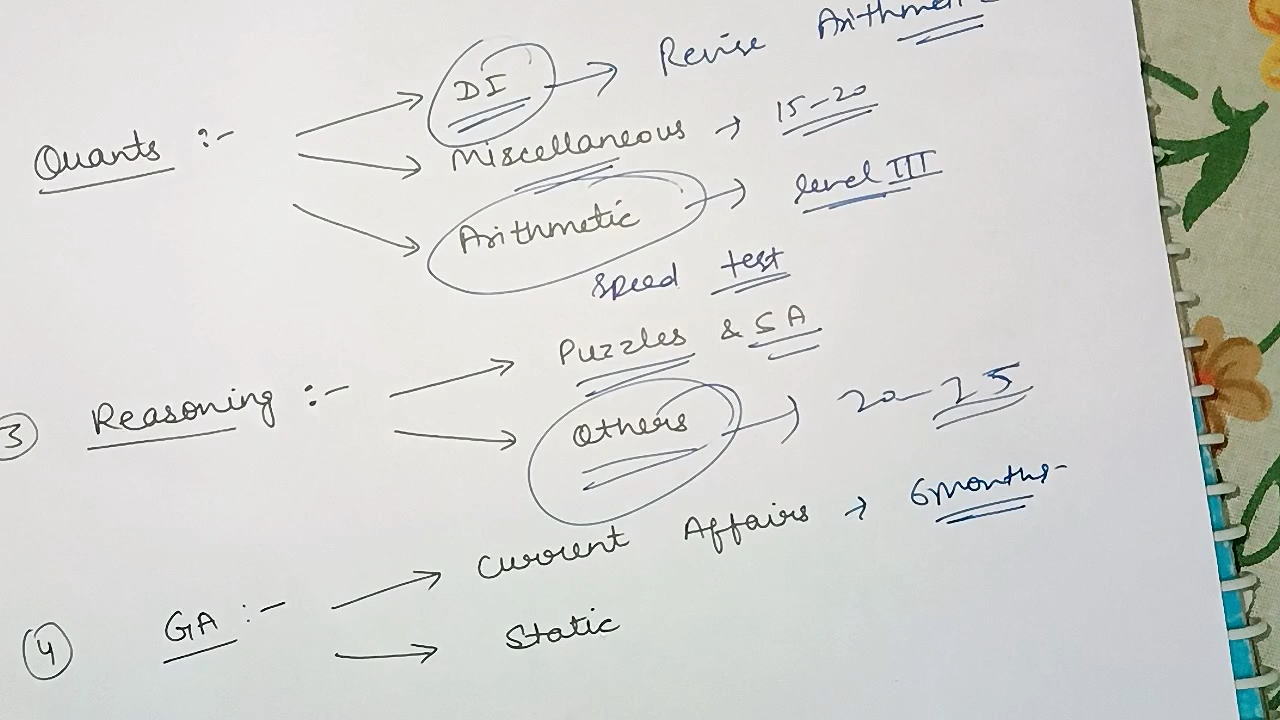 DI → Revise Arithmeti
Quants :-
Miscellaneous → 15-20
Arithmetic → level III
Speed test
Puzzles & SA
3 Reasoning :-
Others → 20-25
Current Affairs → 6months-
4 GA :-
Static